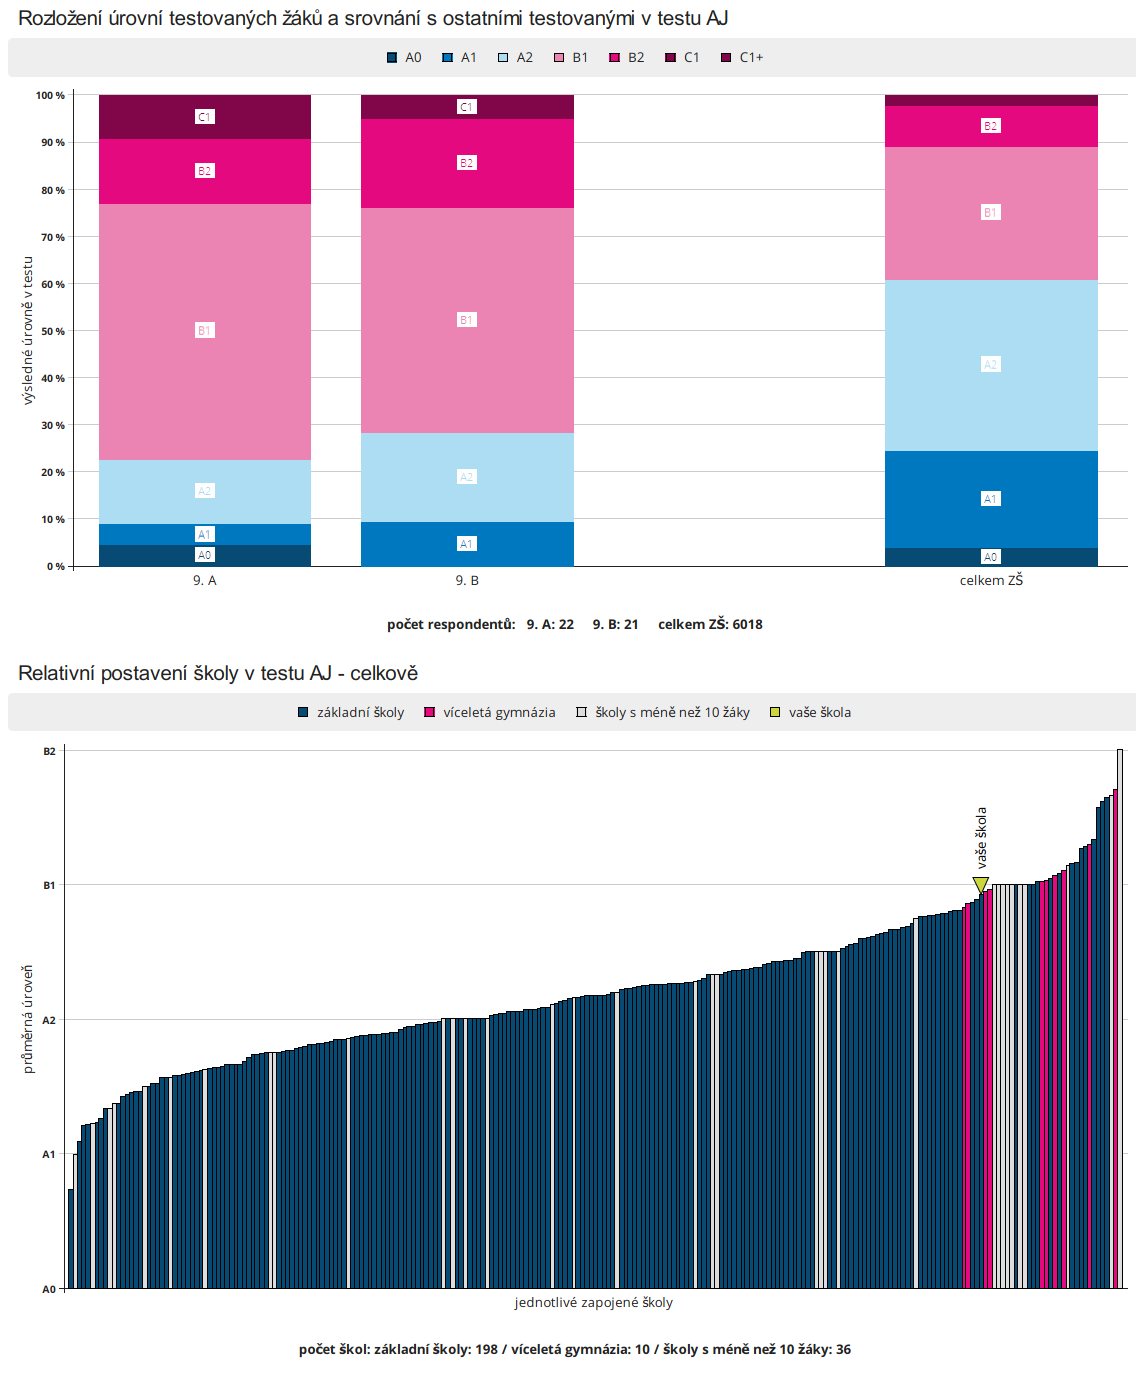 Rozložení úrovní testovaných žáků a srovnání s ostatními testovanými v testu AJ
A0 A1 A2 B1 B2 C1 C1+
výsledné úrovně v testu
100 %
90 %
80 %
70 %
60 %
50 %
40 %
30 %
20 %
10 %
0 %
C1
B2
B1
A2
A1
A0
C1
B2
B1
A2
A1
B2
B1
A2
A1
A0
9. A 9. B celkem ZŠ
počet respondentů: 9. A: 22 9. B: 21 celkem ZŠ: 6018
Relativní postavení školy v testu AJ - celkově
základní školy víceletá gymnázia školy s méně než 10 žáky vaše škola
průměrná úroveň
B2
B1
A2
A1
A0
vaše škola
jednotlivé zapojené školy
počet škol: základní školy: 198 / víceletá gymnázia: 10 / školy s méně než 10 žáky: 36